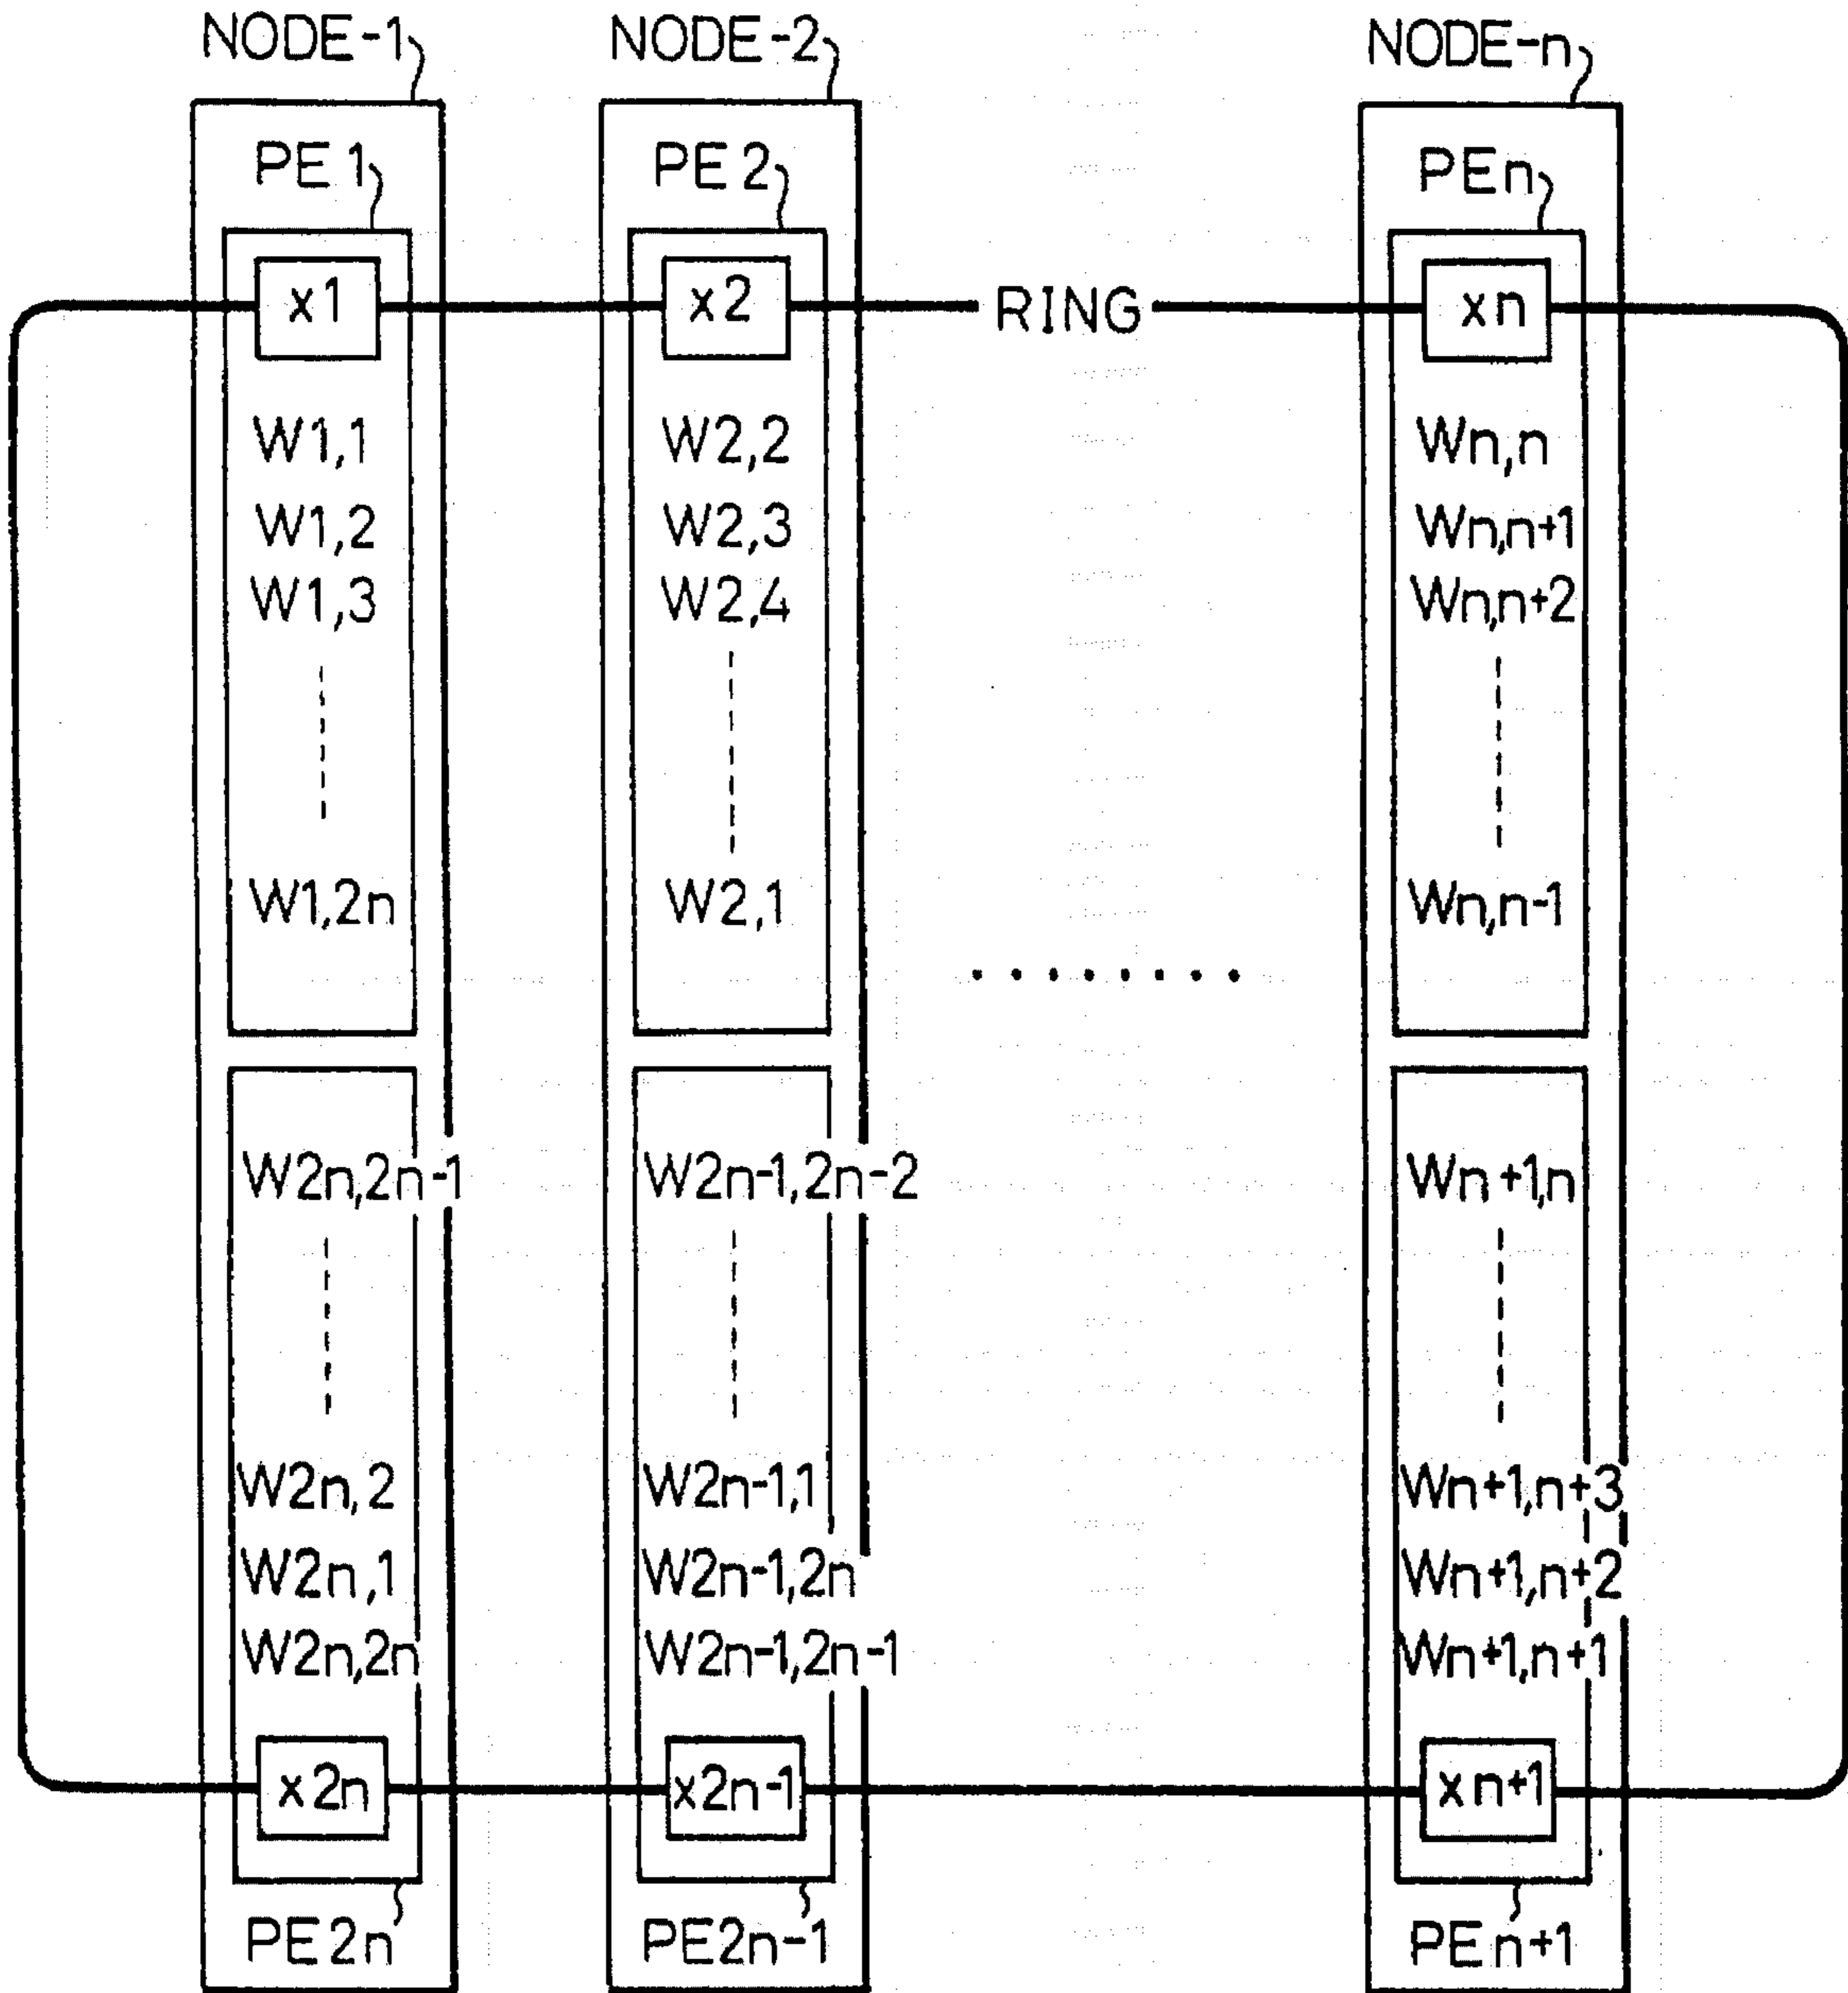 NODE-1 NODE-2 NODE-n
PE1 PE2 PEn
x1 x2 RING xn
W1,1 W2,2 Wn,n
W1,2 W2,3 Wn,n+1
W1,3 W2,4 Wn,n+2
W1,2n W2,1 Wn,n-1
W2n,2n-1 W2n-1,2n-2 Wn+1,n
W2n,2 W2n-1,1 Wn+1,n+3
W2n,1 W2n-1,2n Wn+1,n+2
W2n,2n W2n-1,2n-1 Wn+1,n+1
x2n x2n-1 xn+1
PE2n PE2n-1 PEn+1